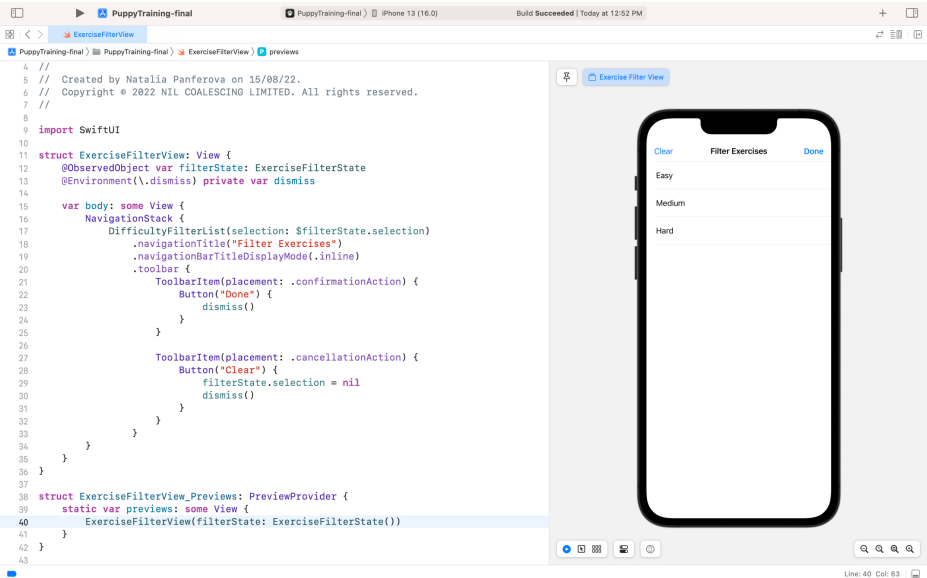 PuppyTraining-final
PuppyTraining-final 〉 iPhone 13 (16.0)
Build Succeeded | Today at 12:52 PM
ExerciseFilterView
PuppyTraining-final 〉 PuppyTraining-final 〉 ExerciseFilterView 〉 P previews
4 //
5 //  Created by Natalia Panferova on 15/08/22.
6 //  Copyright © 2022 NIL COALESCING LIMITED. All rights reserved.
7 //
8
9 import SwiftUI
10
11 struct ExerciseFilterView: View {
12     @ObservedObject var filterState: ExerciseFilterState
13     @Environment(\.dismiss) private var dismiss
14
15     var body: some View {
16         NavigationStack {
17             DifficultyFilterList(selection: $filterState.selection)
18                 .navigationTitle("Filter Exercises")
19                 .navigationBarTitleDisplayMode(.inline)
20                 .toolbar {
21                     ToolbarItem(placement: .confirmationAction) {
22                         Button("Done") {
23                             dismiss()
24                         }
25                     }
26
27                     ToolbarItem(placement: .cancellationAction) {
28                         Button("Clear") {
29                             filterState.selection = nil
30                             dismiss()
31                         }
32                     }
33                 }
34         }
35     }
36 }
37
38 struct ExerciseFilterView_Previews: PreviewProvider {
39     static var previews: some View {
40         ExerciseFilterView(filterState: ExerciseFilterState())
41     }
42 }
43
Exercise Filter View
Clear Filter Exercises Done
Easy
Medium
Hard
Line: 40 Col: 63